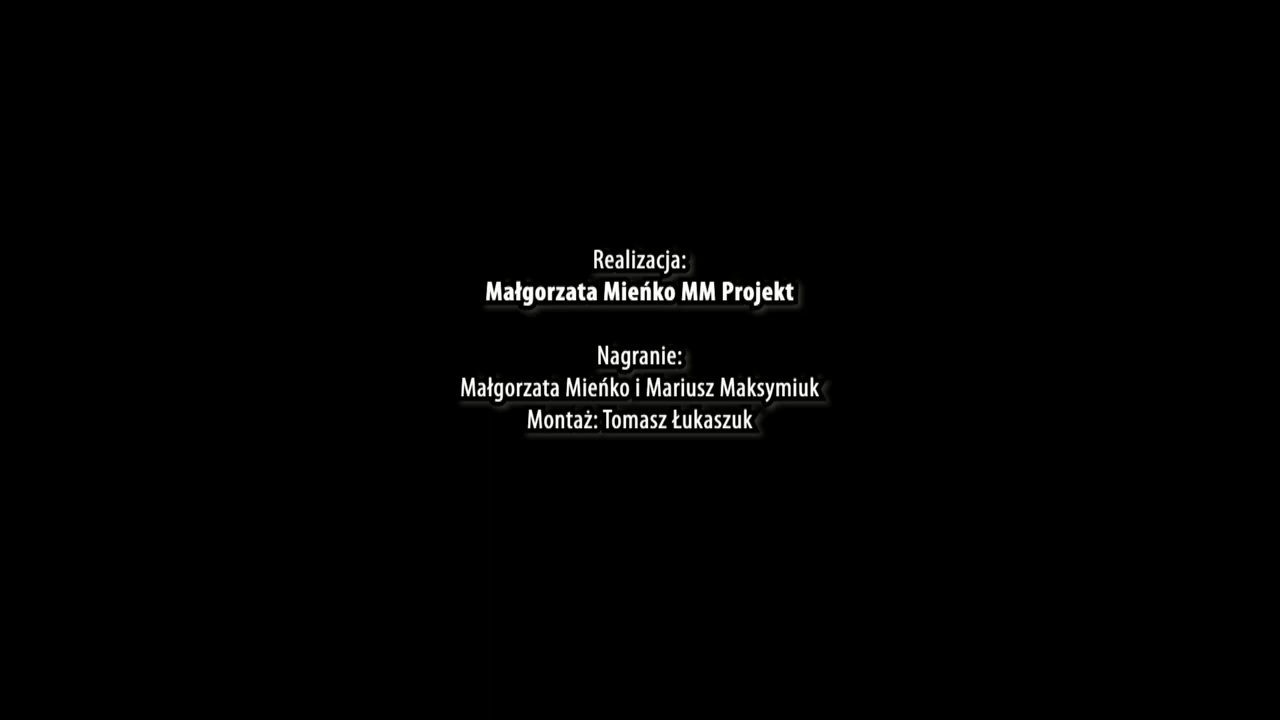 Realizacja:
Małgorzata Mieńko MM Projekt
Nagranie:
Małgorzata Mieńko i Mariusz Maksymiuk
Montaż: Tomasz Łukaszuk